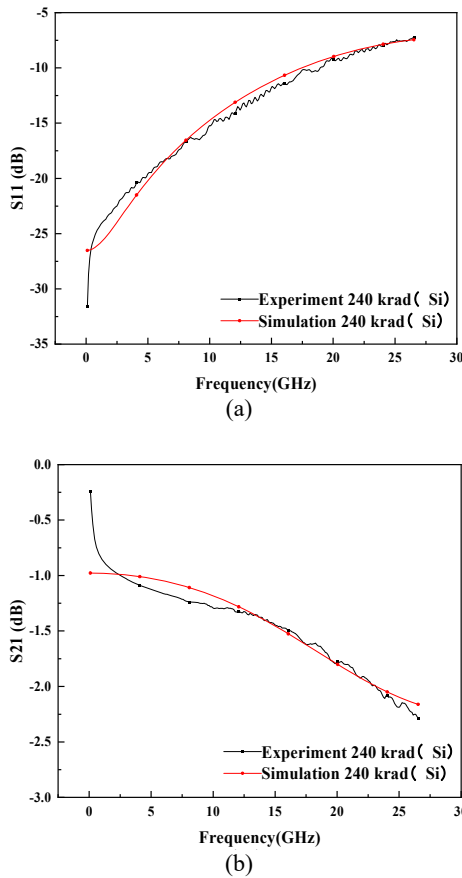 -5
-10
-15
-20
-25
-30
-35
S11 (dB)
Experiment 240 krad( Si)
Simulation 240 krad( Si)
0 5 10 15 20 25 30
Frequency(GHz)
(a)
0.0
-0.5
-1.0
-1.5
-2.0
-2.5
-3.0
S21 (dB)
Experiment 240 krad( Si)
Simulation 240 krad( Si)
0 5 10 15 20 25 30
Frequency(GHz)
(b)